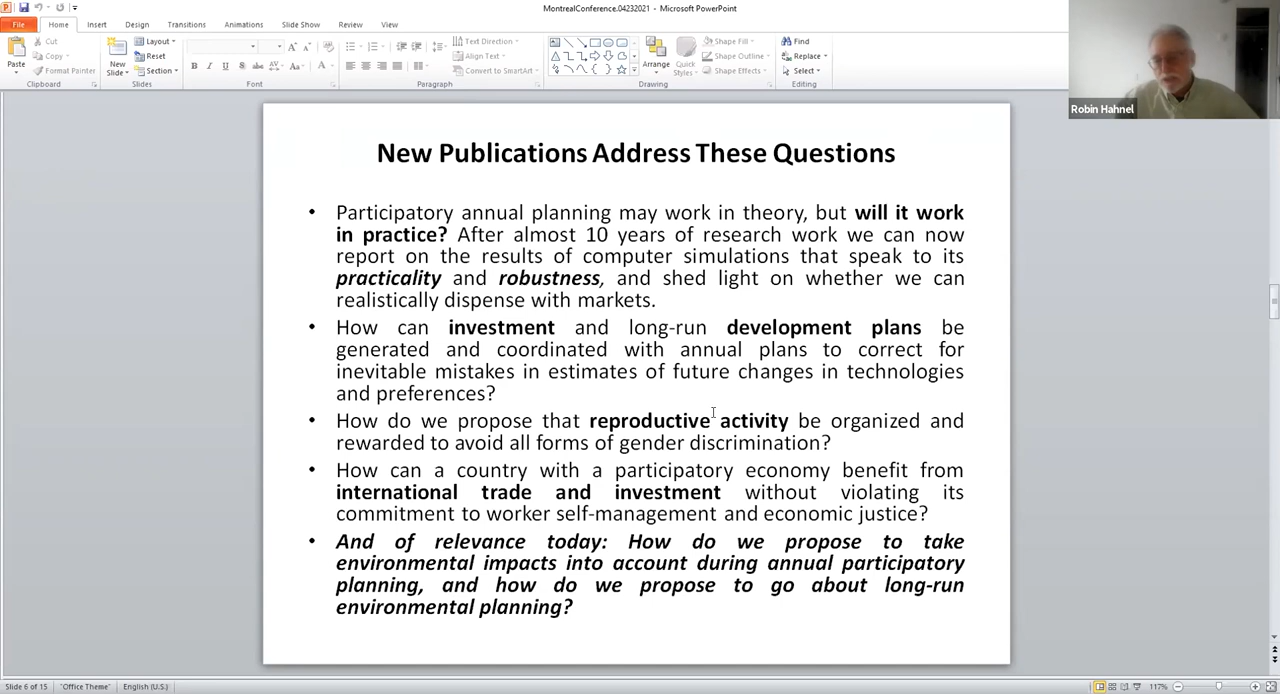 MontrealConference.04232021 - Microsoft PowerPoint
File Home Insert Design Transitions Animations Slide Show Review View
Paste
Cut
Copy
Format Painter
Clipboard
New
Slide
Layout
Reset
Section
Slides
B I U S abc AV Aa A
Font
Text Direction
Align Text
Convert to SmartArt
Paragraph
Arrange
Quick
Styles
Shape Fill
Shape Outline
Shape Effects
Drawing
Find
Replace
Select
Editing
Robin Hahnel
New Publications Address These Questions
• Participatory annual planning may work in theory, but will it work
in practice? After almost 10 years of research work we can now
report on the results of computer simulations that speak to its
practicality and robustness, and shed light on whether we can
realistically dispense with markets.
• How can investment and long-run development plans be
generated and coordinated with annual plans to correct for
inevitable mistakes in estimates of future changes in technologies
and preferences?
• How do we propose that reproductive activity be organized and
rewarded to avoid all forms of gender discrimination?
• How can a country with a participatory economy benefit from
international trade and investment without violating its
commitment to worker self-management and economic justice?
• And of relevance today: How do we propose to take
environmental impacts into account during annual participatory
planning, and how do we propose to go about long-run
environmental planning?
Slide 6 of 15 "Office Theme" English (U.S.) 117%